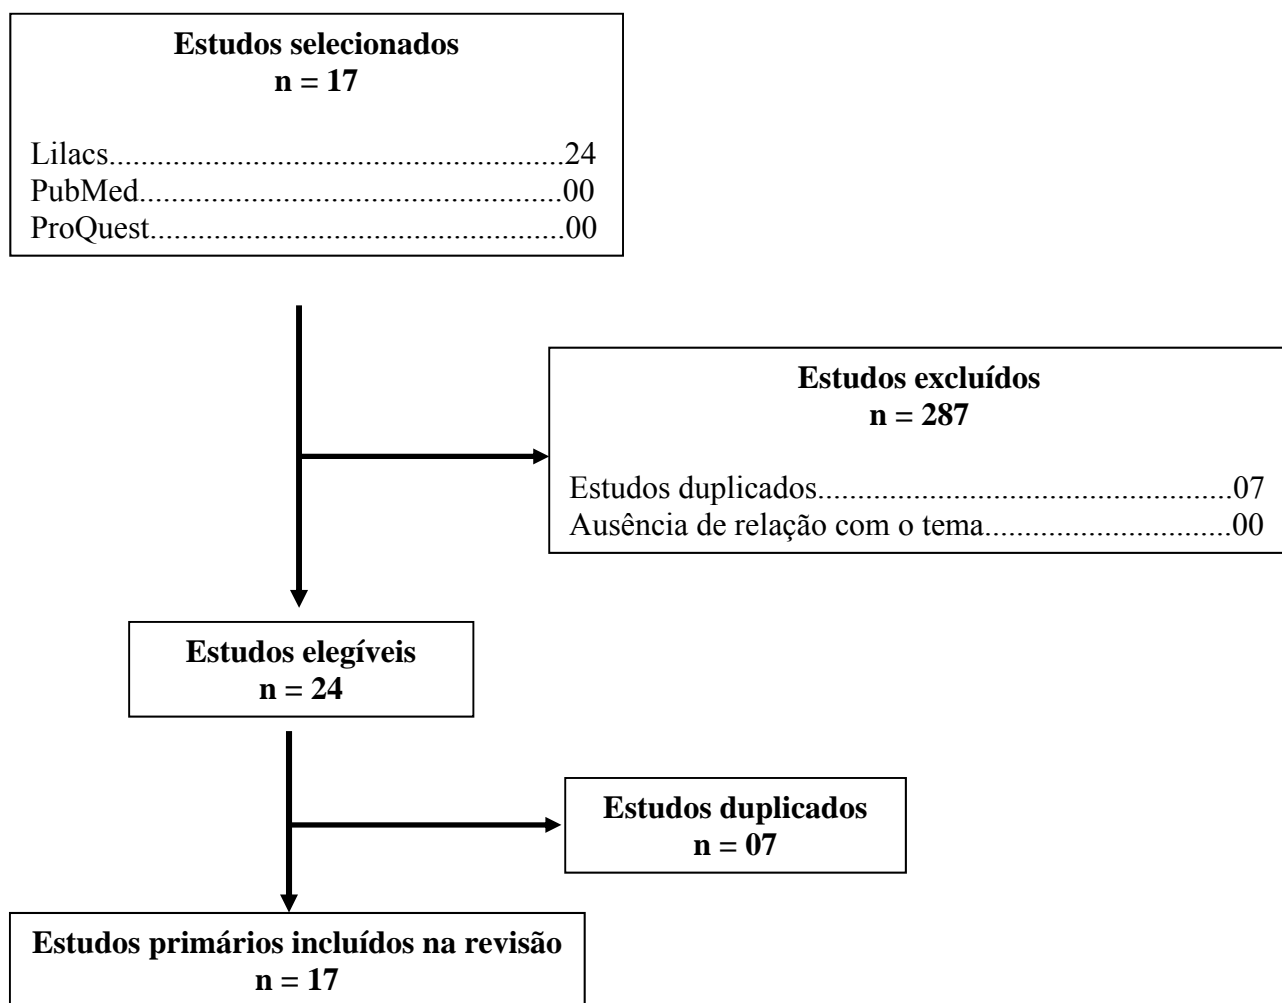 Estudos selecionados
n = 17
Lilacs.........................................................24
PubMed.....................................................00
ProQuest....................................................00
Estudos excluídos
n = 287
Estudos duplicados....................................................07
Ausência de relação com o tema...............................00
Estudos elegíveis
n = 24
Estudos duplicados
n = 07
Estudos primários incluídos na revisão
n = 17